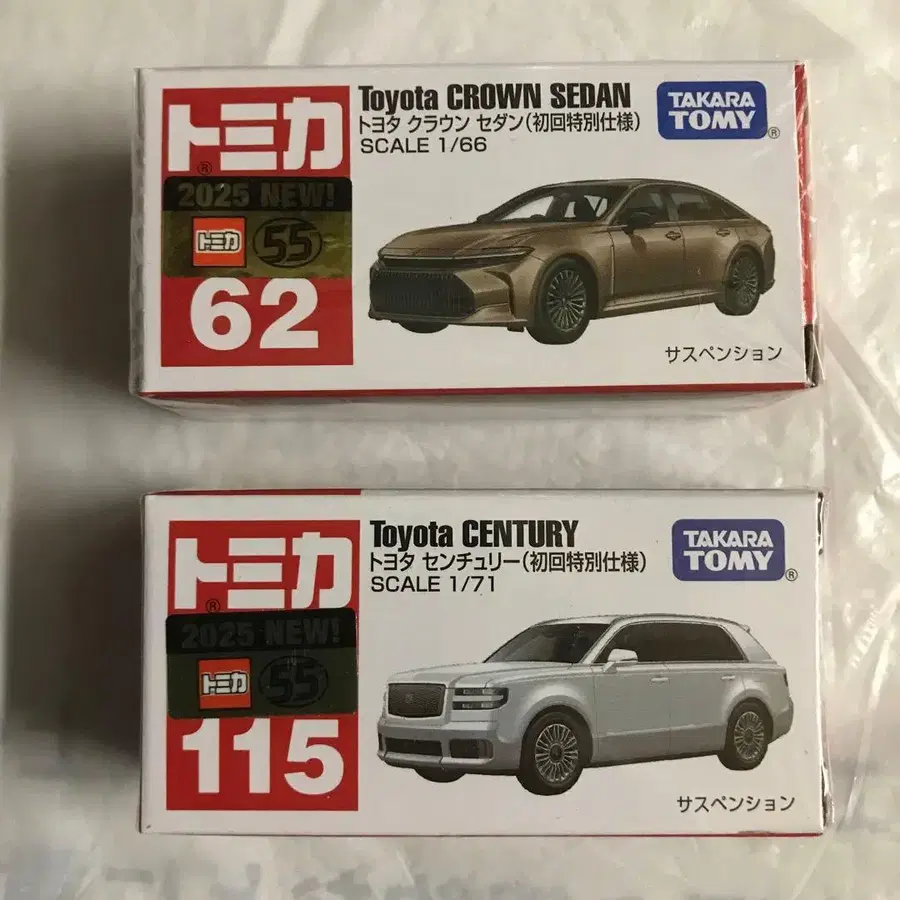 トミカ
®
2025 NEW!
トミカ 55
62
Toyota CROWN SEDAN
トヨタ クラウン セダン(初回特別仕様)
SCALE 1/66
TAKARA
TOMY®
サスペンション
トミカ
®
2025 NEW!
トミカ 55
115
Toyota CENTURY
トヨタ センチュリー(初回特別仕様)
SCALE 1/71
TAKARA
TOMY®
サスペンション